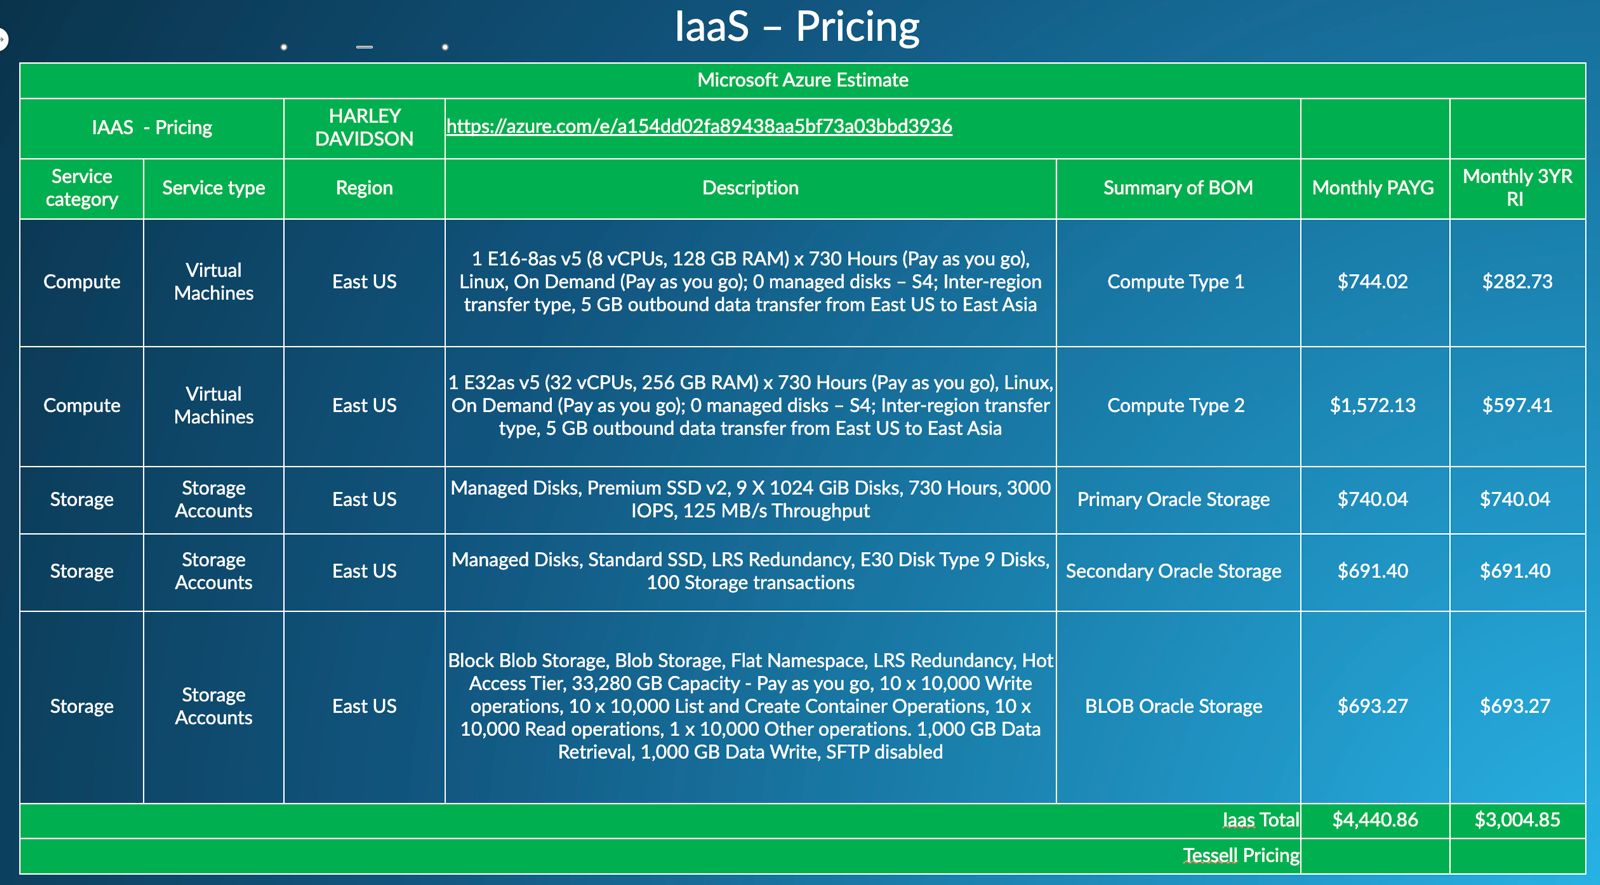 IaaS – Pricing
Microsoft Azure Estimate
IAAS  - Pricing
HARLEY
DAVIDSON
https://azure.com/e/a154dd02fa89438aa5bf73a03bbd3936
Service
category
Service type
Region
Description
Summary of BOM
Monthly PAYG
Monthly 3YR
RI
Compute
Virtual
Machines
East US
1 E16-8as v5 (8 vCPUs, 128 GB RAM) x 730 Hours (Pay as you go),
Linux, On Demand (Pay as you go); 0 managed disks – S4; Inter-region
transfer type, 5 GB outbound data transfer from East US to East Asia
Compute Type 1
$744.02
$282.73
Compute
Virtual
Machines
East US
1 E32as v5 (32 vCPUs, 256 GB RAM) x 730 Hours (Pay as you go), Linux,
On Demand (Pay as you go); 0 managed disks – S4; Inter-region transfer
type, 5 GB outbound data transfer from East US to East Asia
Compute Type 2
$1,572.13
$597.41
Storage
Storage
Accounts
East US
Managed Disks, Premium SSD v2, 9 X 1024 GiB Disks, 730 Hours, 3000
IOPS, 125 MB/s Throughput
Primary Oracle Storage
$740.04
$740.04
Storage
Storage
Accounts
East US
Managed Disks, Standard SSD, LRS Redundancy, E30 Disk Type 9 Disks,
100 Storage transactions
Secondary Oracle Storage
$691.40
$691.40
Storage
Storage
Accounts
East US
Block Blob Storage, Blob Storage, Flat Namespace, LRS Redundancy, Hot
Access Tier, 33,280 GB Capacity - Pay as you go, 10 x 10,000 Write
operations, 10 x 10,000 List and Create Container Operations, 10 x
10,000 Read operations, 1 x 10,000 Other operations. 1,000 GB Data
Retrieval, 1,000 GB Data Write, SFTP disabled
BLOB Oracle Storage
$693.27
$693.27
Iaas Total
$4,440.86
$3,004.85
Tessell Pricing